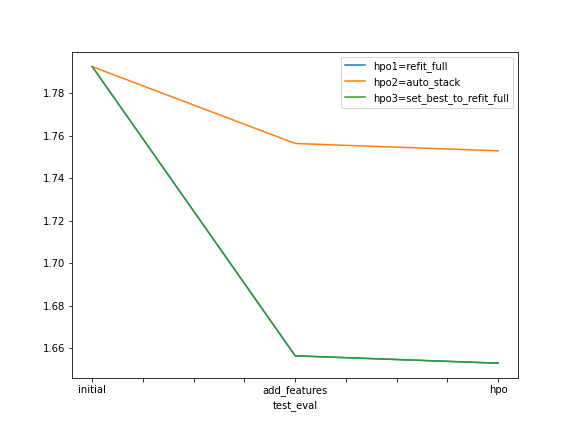 hpo1=refit_full
hpo2=auto_stack
hpo3=set_best_to_refit_full
1.78
1.76
1.74
1.72
1.70
1.68
1.66
initial
add_features
hpo
test_eval